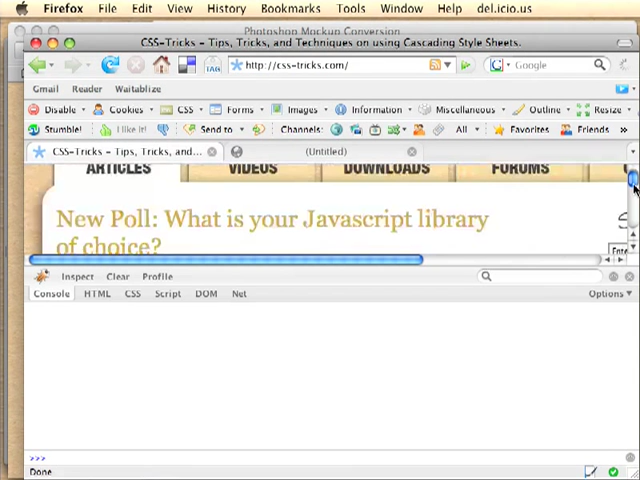 Firefox File Edit View History Bookmarks Tools Window Help del.icio.us
Photoshop Mockup Conversion
CSS-Tricks - Tips, Tricks, and Techniques on using Cascading Style Sheets.
TAG http://css-tricks.com/ Google
Gmail Reader Waitablize
Disable Cookies CSS Forms Images Information Miscellaneous Outline Resize
Stumble! I like it! Send to Channels: All Favorites Friends »
CSS-Tricks - Tips, Tricks, and... (Untitled)
ARTICLES VIDEOS DOWNLOADS FORUMS
New Poll: What is your Javascript library
of choice?
Inspect Clear Profile
Console HTML CSS Script DOM Net Options
>>>
Done